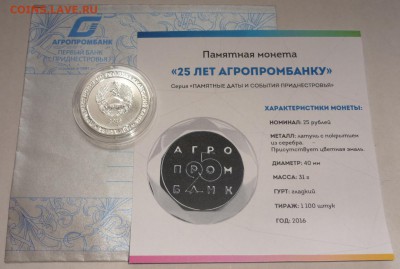 СОINS.LAVE.RU
АГРОПРОМБАНК
ПЕРВЫЙ БАНК
ПРИДНЕСТРОВЬЯ
Памятная монета
«25 ЛЕТ АГРОПРОМБАНКУ»
Серия «ПАМЯТНЫЕ ДАТЫ И СОБЫТИЯ ПРИДНЕСТРОВЬЯ»
ХАРАКТЕРИСТИКИ МОНЕТЫ:
НОМИНАЛ: 25 рублей
МЕТАЛЛ: латунь с покрытием
из серебра.
Присутствует цветная эмаль
ДИАМЕТР: 40 мм
МАССА: 31 г
ГУРТ: гладкий
ТИРАЖ: 1 100 штук
ГОД: 2016
АГРО
ПРОМ
БАНК
25